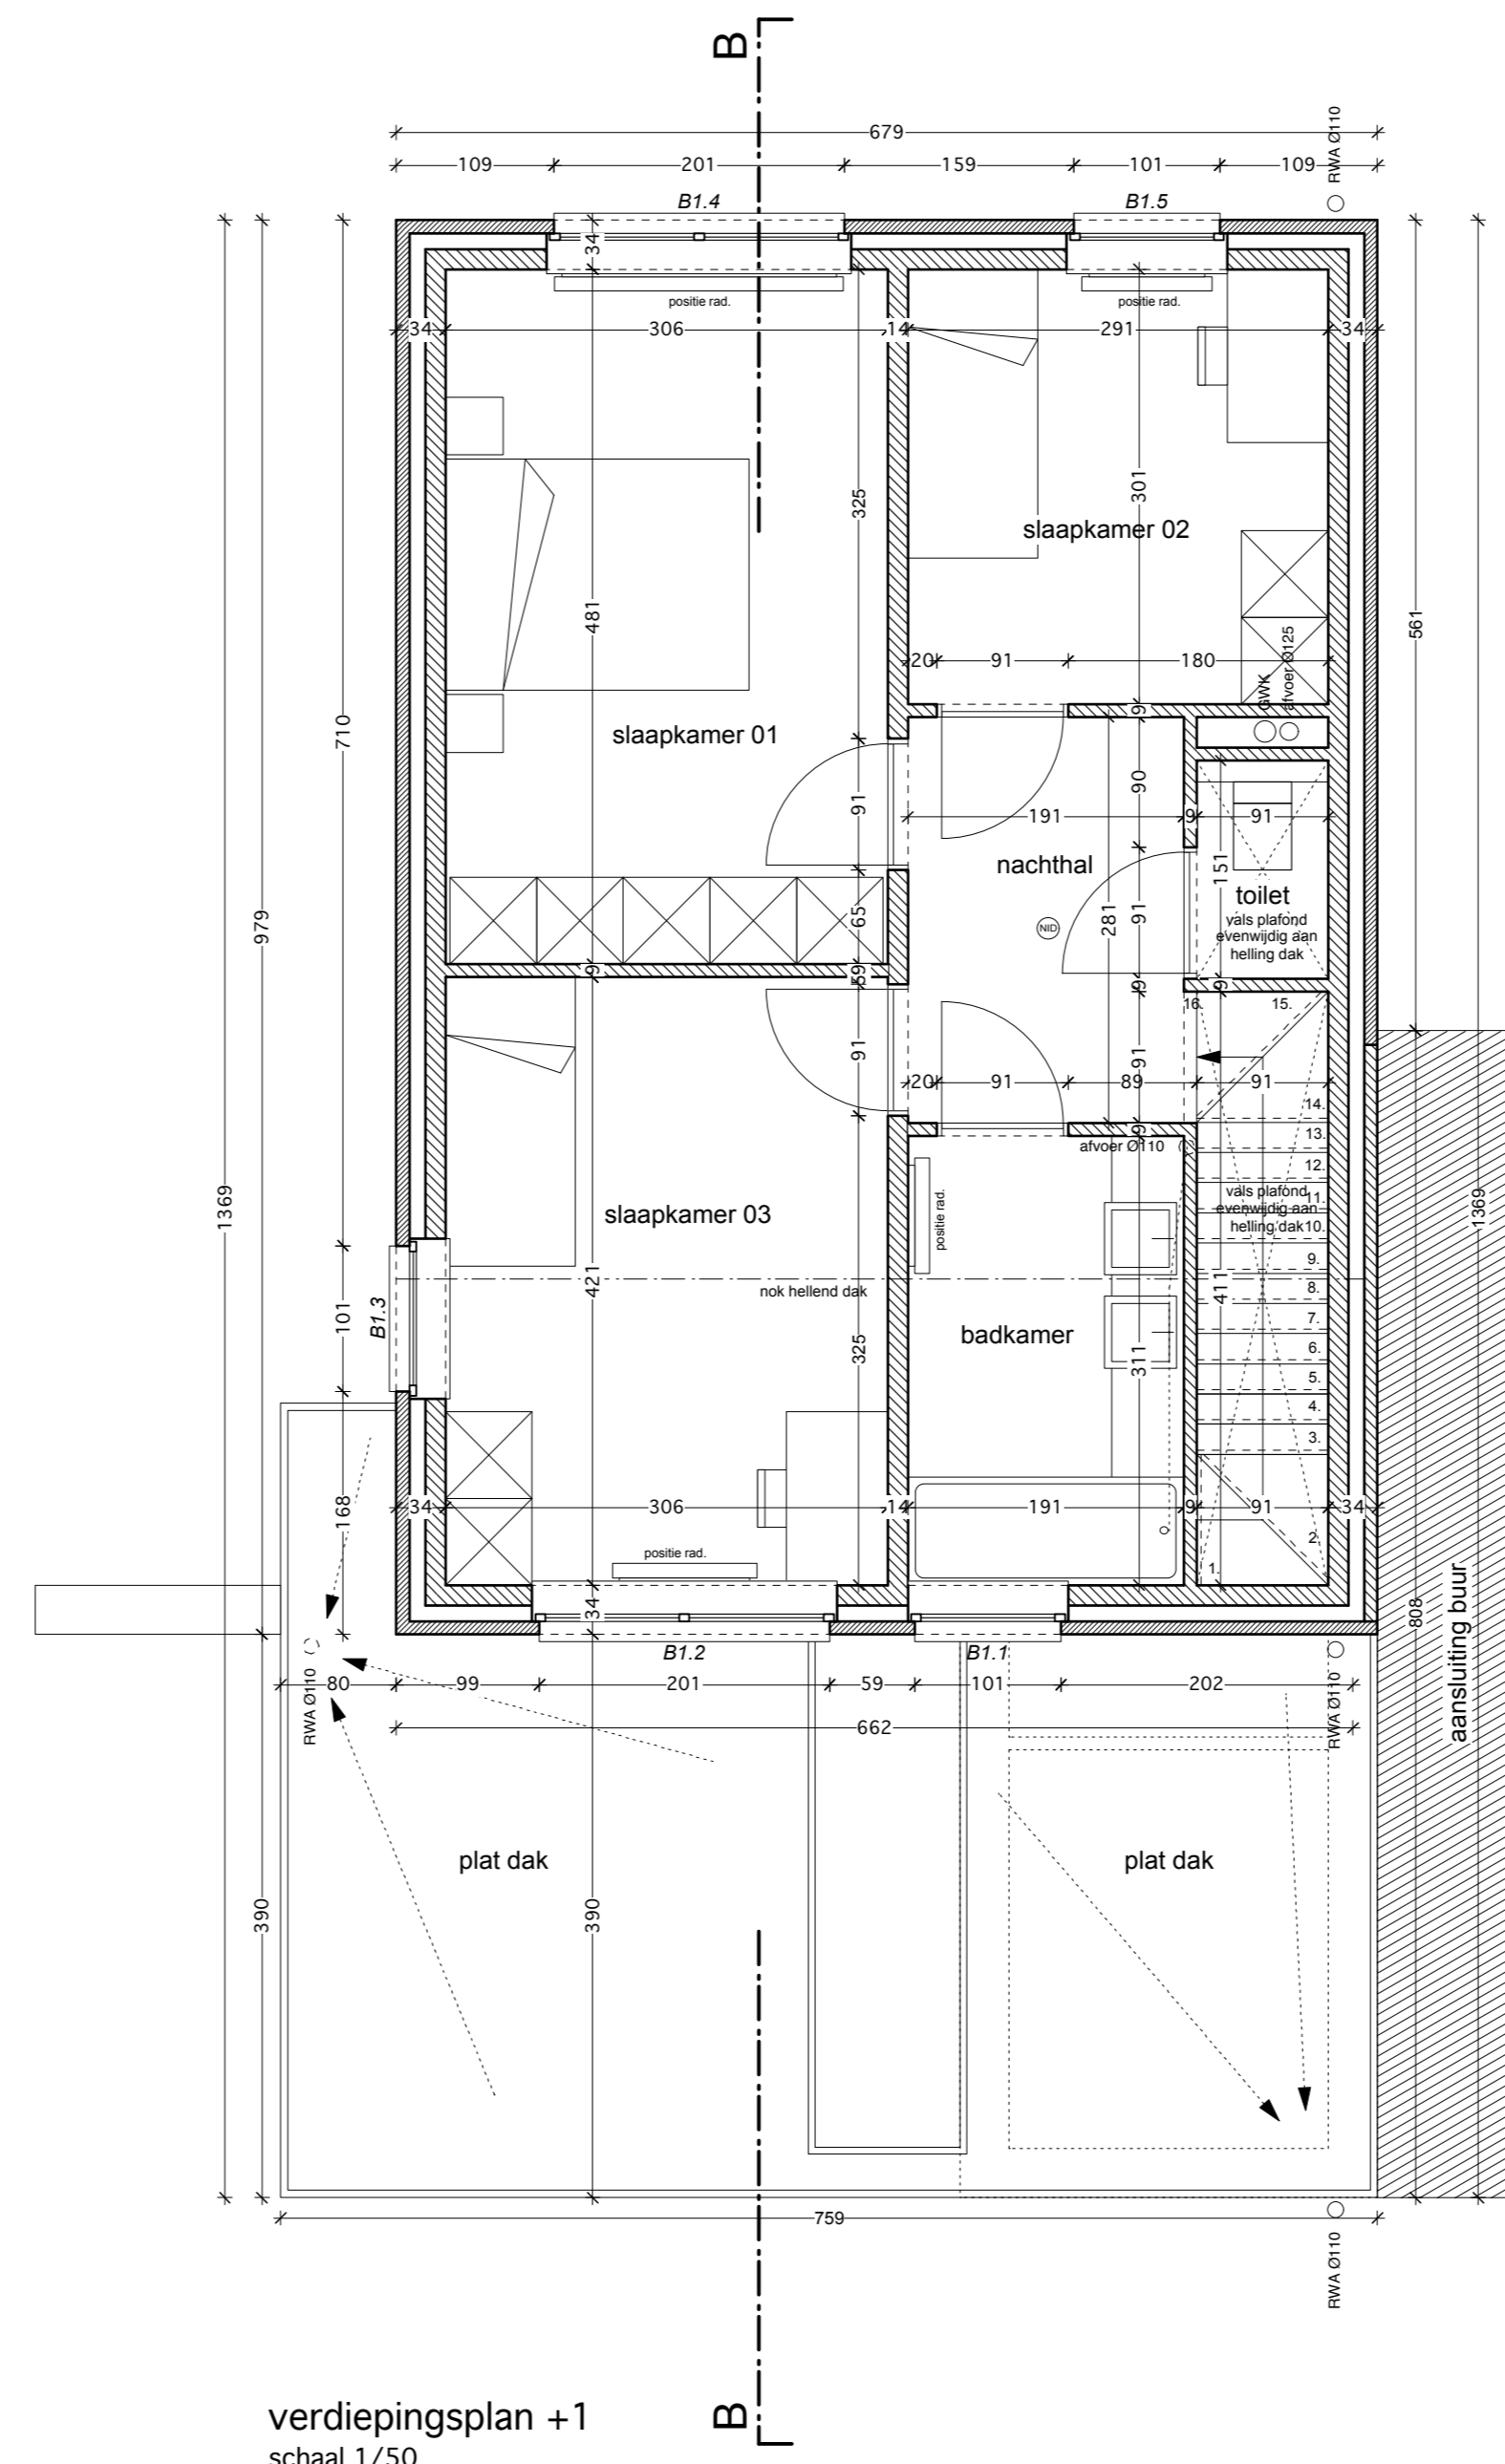 B
679
109 201 159 101 109
RWA Ø110
B1.4 B1.5
34
positie rad. positie rad.
34 306 14 291 34
325
301
slaapkamer 02
481
561
20 91 180
GWK
afvoer Ø125
9
710
slaapkamer 01
90
91
191 9 91
nachthal
151
toilet
vals plafond
evenwijdig aan
helling dak
281
91
65
NID
979
9
59
9 9
16. 15.
91
91
20 91 89 91
14.
9
13.
afvoer Ø110
12.
1369
1369
vals plafond
evenwijdig aan
helling dak
11.
10.
slaapkamer 03
positie rad.
9.
421
411
8.
nok hellend dak
101
B1.3
7.
badkamer
325
311
6.
5.
4.
3.
168
34 306 14 191 9 91 34
2.
positie rad.
1.
34
808
aansluiting buur
B1.2 B1.1
RWA Ø110
80 99 201 59 101 202
RWA Ø110
662
plat dak plat dak
390
390
759
RWA Ø110
B
verdiepingsplan +1
schaal 1/50